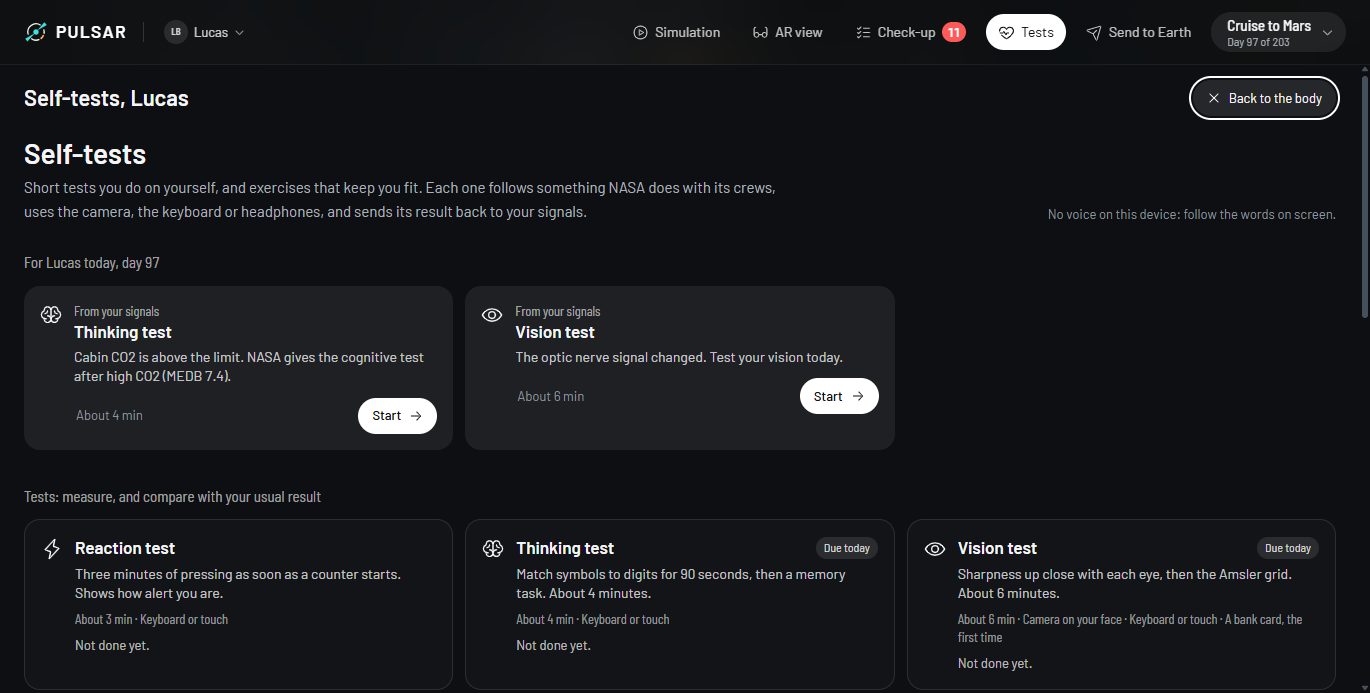 PULSAR
LB Lucas
Simulation
AR view
Check-up 11
Tests
Send to Earth
Cruise to Mars
Day 97 of 203
Self-tests, Lucas
Back to the body
Self-tests
Short tests you do on yourself, and exercises that keep you fit. Each one follows something NASA does with its crews,
uses the camera, the keyboard or headphones, and sends its result back to your signals.
No voice on this device: follow the words on screen.
For Lucas today, day 97
From your signals
Thinking test
Cabin CO2 is above the limit. NASA gives the cognitive test
after high CO2 (MEDB 7.4).
About 4 min
Start
From your signals
Vision test
The optic nerve signal changed. Test your vision today.
About 6 min
Start
Tests: measure, and compare with your usual result
Reaction test
Three minutes of pressing as soon as a counter starts.
Shows how alert you are.
About 3 min · Keyboard or touch
Not done yet.
Thinking test
Due today
Match symbols to digits for 90 seconds, then a memory
task. About 4 minutes.
About 4 min · Keyboard or touch
Not done yet.
Vision test
Due today
Sharpness up close with each eye, then the Amsler grid.
About 6 minutes.
About 6 min · Camera on your face · Keyboard or touch · A bank card, the
first time
Not done yet.